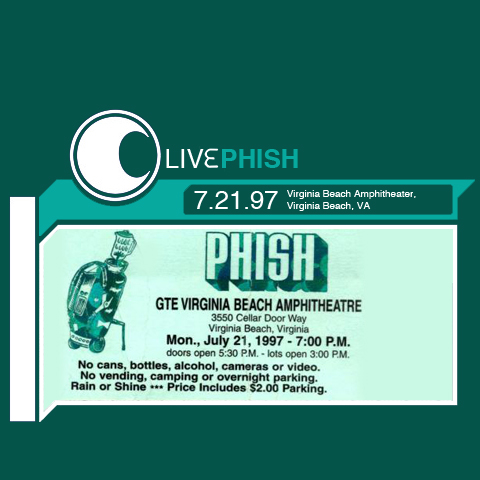 LIVEPHISH
7.21.97 Virginia Beach Amphitheater,
Virginia Beach, VA
PHISH
GTE VIRGINIA BEACH AMPHITHEATRE
3550 Cellar Door Way
Virginia Beach, Virginia
Mon., July 21, 1997 - 7:00 P.M.
doors open 5:30 P.M. - lots open 3:00 P.M.
No cans, bottles, alcohol, cameras or video.
No vending, camping or overnight parking.
Rain or Shine *** Price Includes $2.00 Parking.